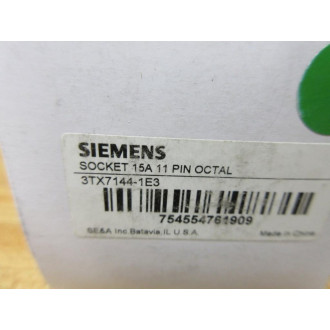 SIEMENS
SOCKET 15A 11 PIN OCTAL
3TX7144-1E3
754554761909
SE&A Inc. Batavia, IL U.S.A.
Made in China